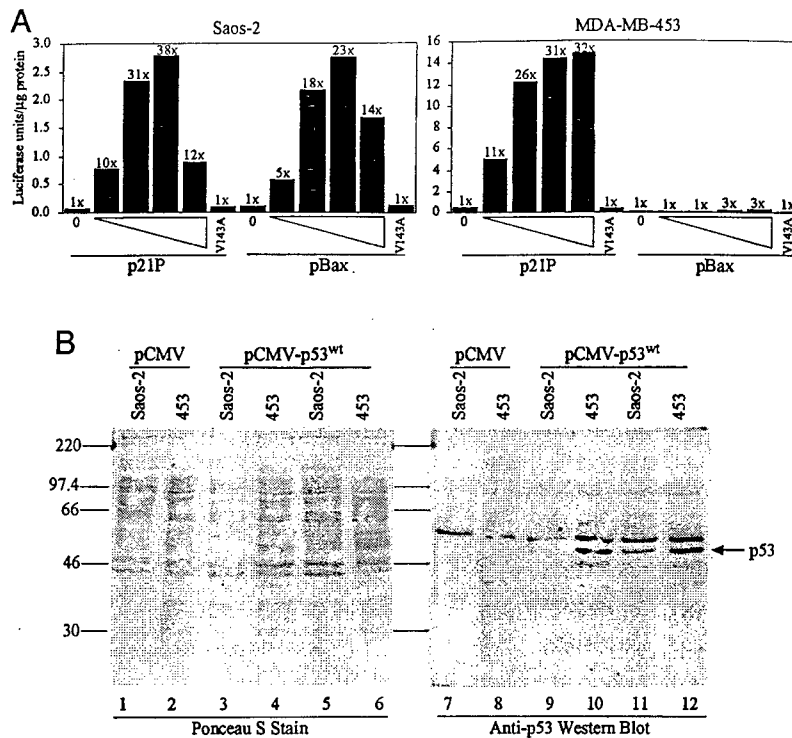 A
Saos-2
MDA-MB-453
Luciferase units/µg protein
3.0
2.5
2.0
1.5
1.0
0.5
0.0
1x
10x
31x
38x
12x
1x
1x
5x
18x
23x
14x
1x
0
V143A
0
V143A
p21P
pBax
16
14
12
10
8
6
4
2
0
1x
11x
26x
31x
32x
1x
1x
1x
3x
3x
1x
0
V143A
0
V143A
p21P
pBax
B
pCMV
pCMV-p53wt
pCMV
pCMV-p53wt
Saos-2
453
Saos-2
453
Saos-2
453
Saos-2
453
Saos-2
453
Saos-2
453
220
97.4
66
46
30
p53
1 2 3 4 5 6
7 8 9 10 11 12
Ponceau S Stain
Anti-p53 Western Blot